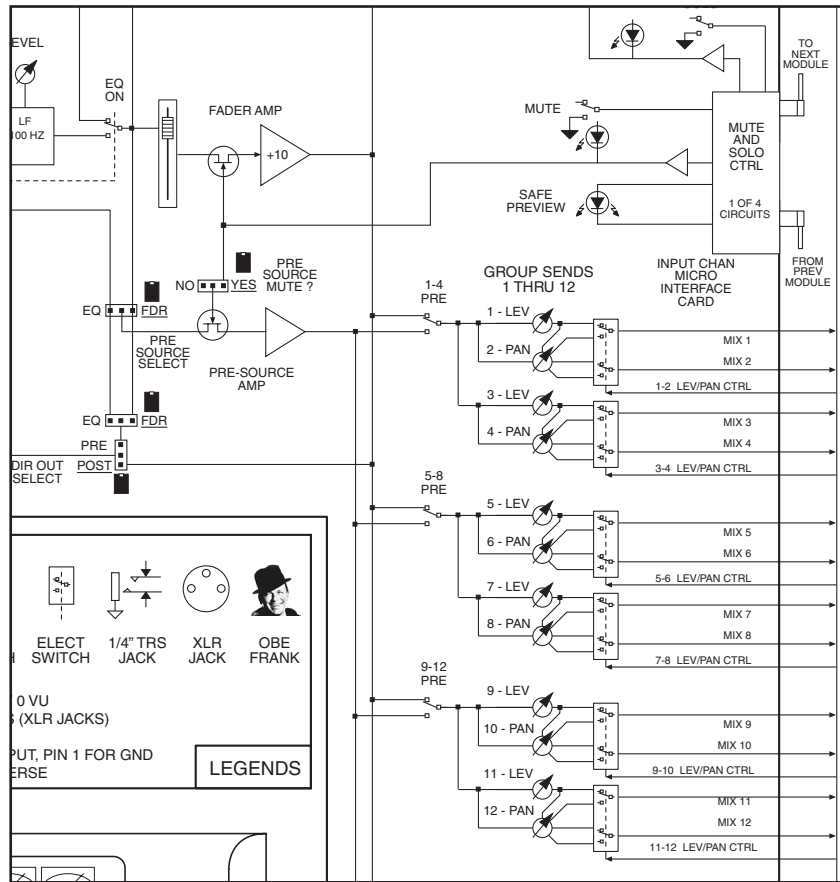 TO
NEXT
MODULE
EQ
ON
LF
FADER AMP
+10
MUTE
MUTE
AND
SOLO
CTRL
1 OF 4
CIRCUITS
SAFE
PREVIEW
FROM
PREV
MODULE
INPUT CHAN
MICRO
INTERFACE
CARD
NO
YES
PRE
SOURCE
MUTE ?
GROUP SENDS
1 THRU 12
1-4
PRE
EQ
FDR
PRE
SOURCE
SELECT
PRE-SOURCE
AMP
1 - LEV
2 - PAN
MIX 1
MIX 2
1-2 LEV/PAN CTRL
3 - LEV
4 - PAN
MIX 3
MIX 4
3-4 LEV/PAN CTRL
EQ
FDR
PRE
POST
DIR OUT
SELECT
5-8
PRE
5 - LEV
6 - PAN
MIX 5
MIX 6
5-6 LEV/PAN CTRL
7 - LEV
8 - PAN
MIX 7
MIX 8
7-8 LEV/PAN CTRL
ELECT
SWITCH
1/4" TRS
JACK
XLR
JACK
OBE
FRANK
0 VU
(XLR JACKS)
PIN 1 FOR GND
LEGENDS
9-12
PRE
9 - LEV
10 - PAN
MIX 9
MIX 10
9-10 LEV/PAN CTRL
11 - LEV
12 - PAN
MIX 11
MIX 12
11-12 LEV/PAN CTRL